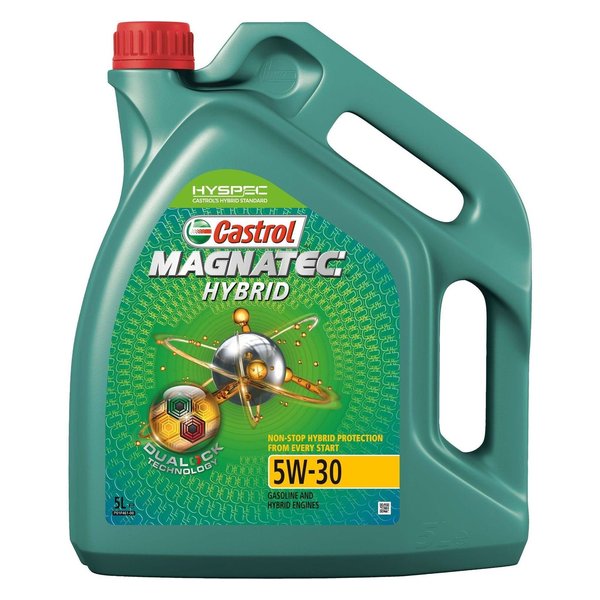 HYSPEC
CASTROL'S HYBRID STANDARD
Castrol
MAGNATEC
HYBRID
DUALOCK
TECHNOLOGY
NON-STOP HYBRID PROTECTION
FROM EVERY START
5W-30
GASOLINE AND
HYBRID ENGINES
5L